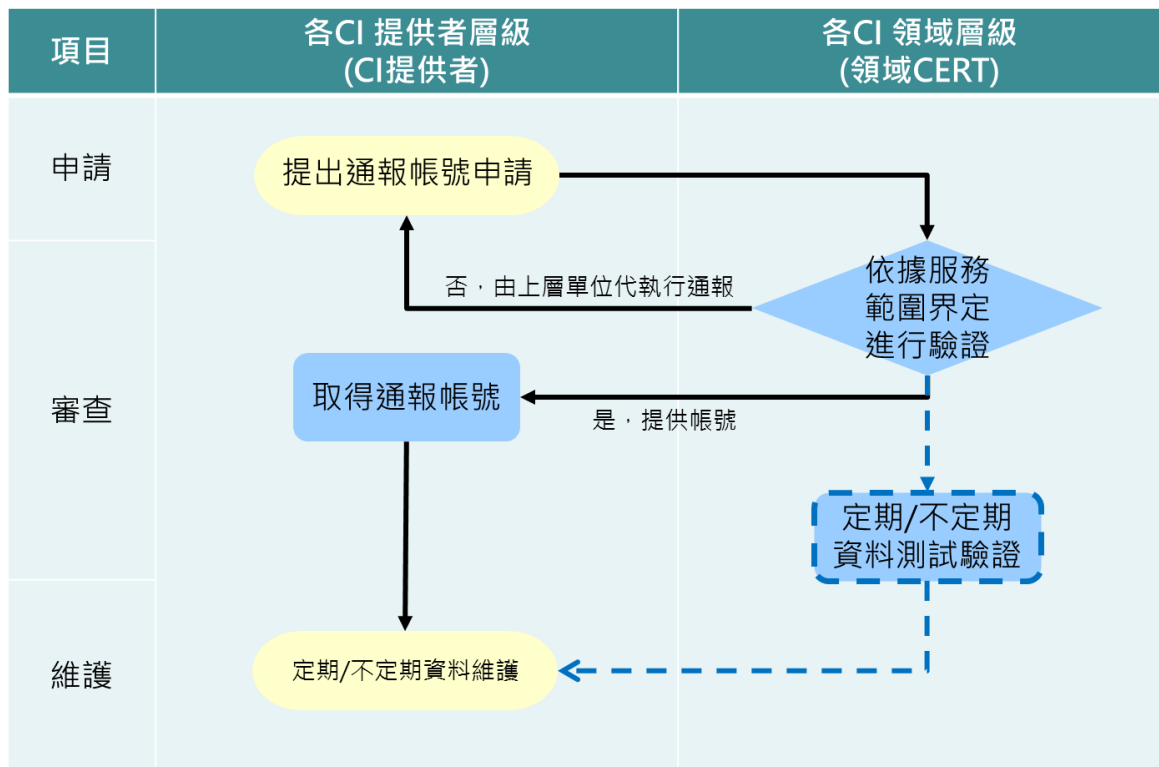 項目
各CI 提供者層級
(CI提供者)
各CI 領域層級
(領域CERT)
申請
提出通報帳號申請
依據服務
範圍界定
進行驗證
否，由上層單位代執行通報
審查
取得通報帳號
是，提供帳號
定期/不定期
資料測試驗證
維護
定期/不定期資料維護